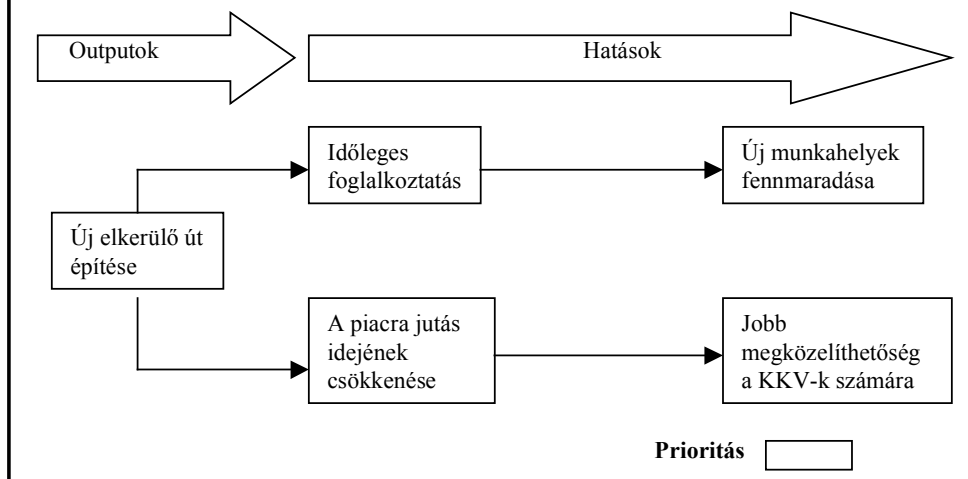 Outputok
Hatások
Időleges
foglalkoztatás
Új munkahelyek
fennmaradása
Új elkerülő út
építése
A piacra jutás
idejének
csökkenése
Jobb
megközelíthetőség
a KKV-k számára
Prioritás